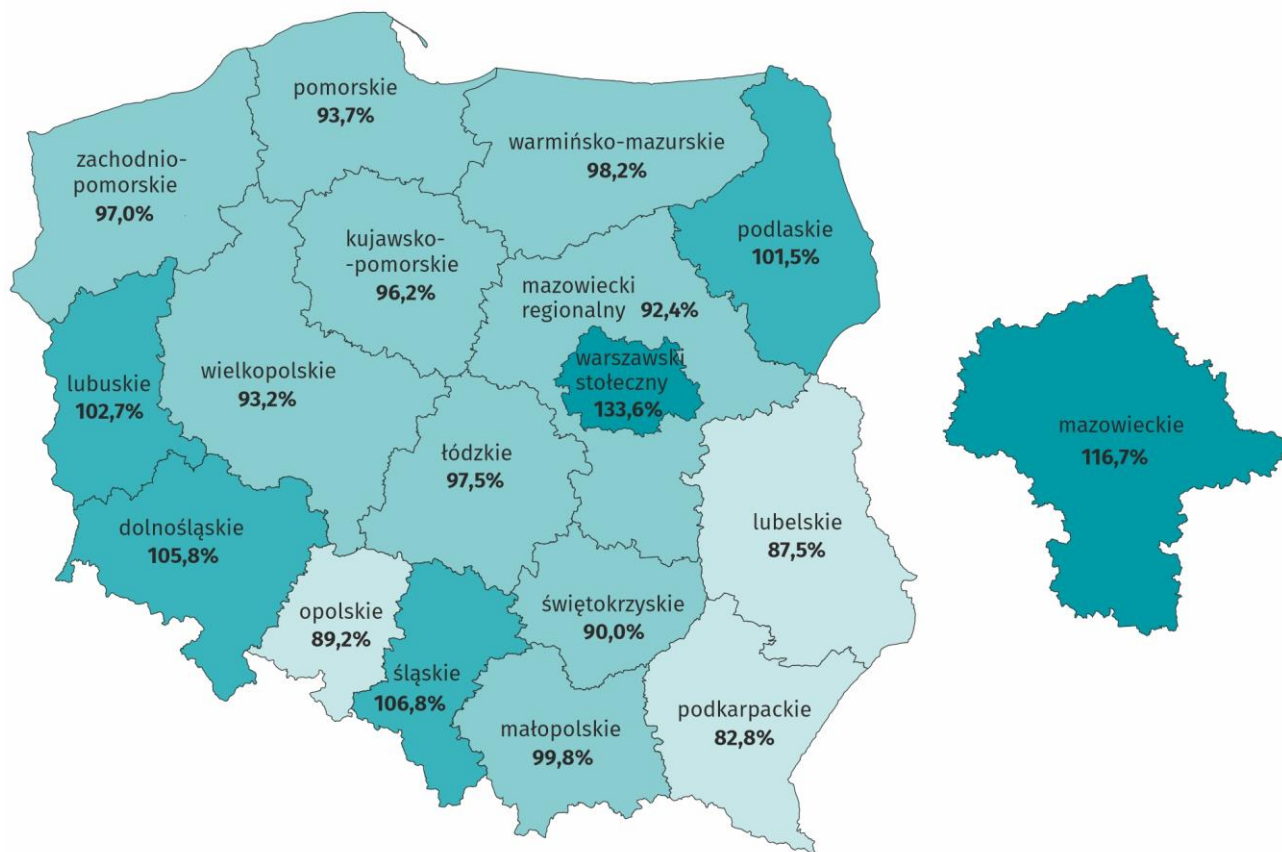 pomorskie
93,7%
warmińsko-mazurskie
98,2%
zachodnio-
pomorskie
97,0%
podlaskie
101,5%
kujawsko-
-pomorskie
96,2%
mazowiecki
regionalny 92,4%
warszawski
stołeczny
133,6%
lubuskie
102,7%
wielkopolskie
93,2%
łódzkie
97,5%
mazowieckie
116,7%
dolnośląskie
105,8%
lubelskie
87,5%
opolskie
89,2%
świętokrzyskie
90,0%
śląskie
106,8%
małopolskie
99,8%
podkarpackie
82,8%